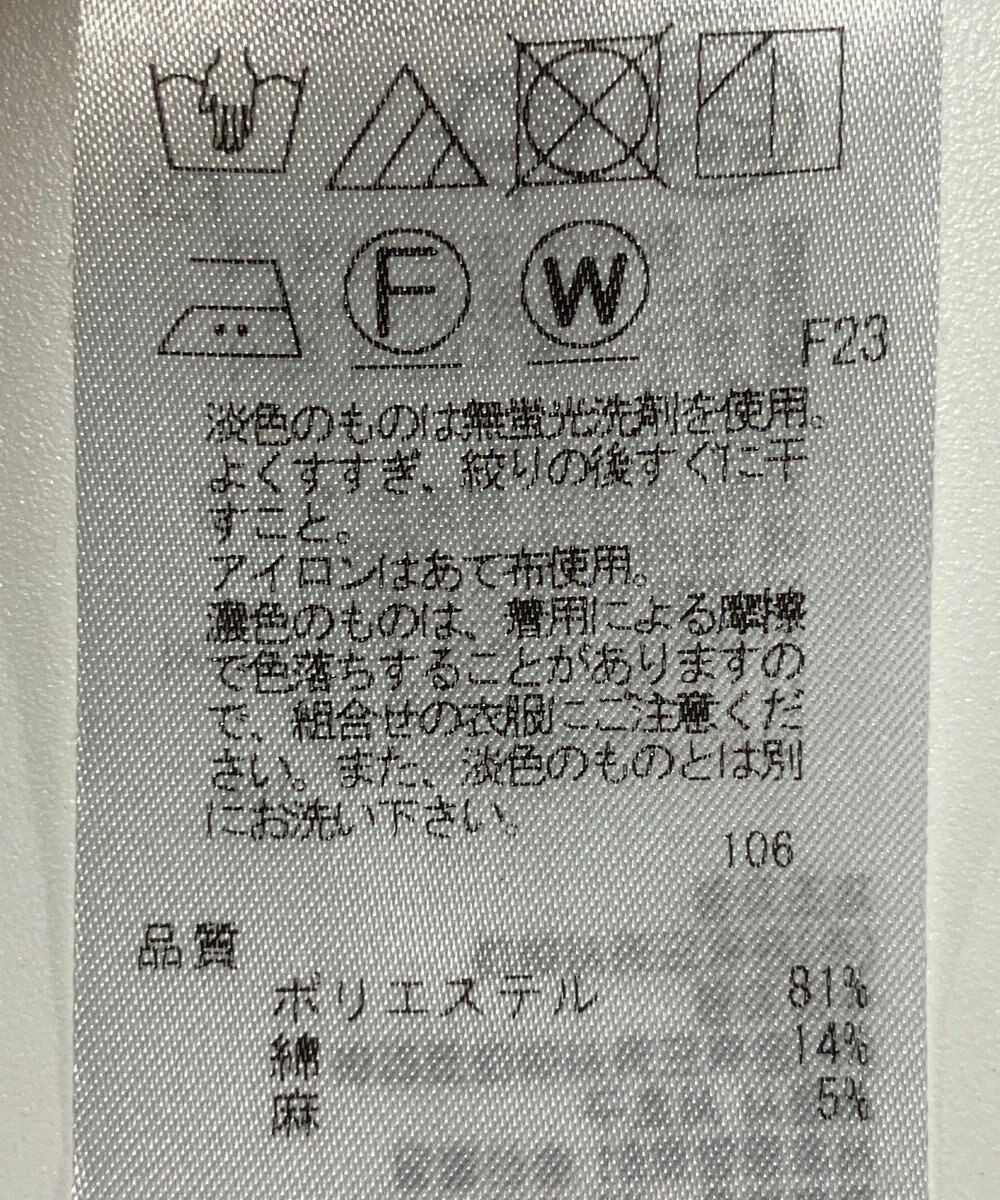 F
W
F23
淡色のものは無蛍光洗剤を使用。
よくすすぎ、絞りの後すぐに干
すこと。
アイロンはあて布使用。
濃色のものは、着用による摩擦
で色落ちすることがありますの
で、組合せの衣服にご注意くだ
さい。また、淡色のものとは別
にお洗い下さい。
106
品質
ポリエステル 81%
綿 14%
麻 5%